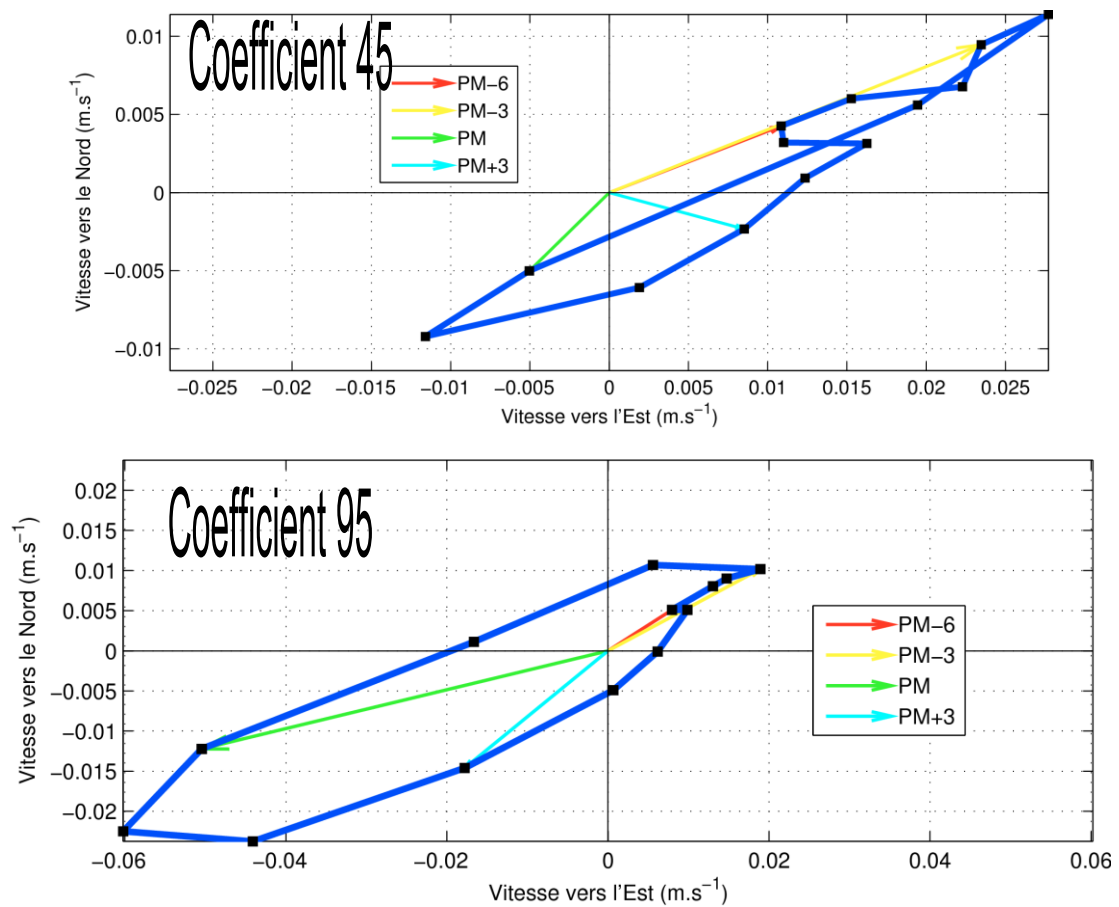 Coefficient 45
PM−6
PM−3
PM
PM+3
Vitesse vers le Nord (m.s⁻¹)
0.01
0.005
0
−0.005
−0.01
−0.025 −0.02 −0.015 −0.01 −0.005 0 0.005 0.01 0.015 0.02 0.025
Vitesse vers l'Est (m.s⁻¹)
Coefficient 95
Vitesse vers le Nord (m.s⁻¹)
0.02
0.015
0.01
0.005
0
−0.005
−0.01
−0.015
−0.02
PM−6
PM−3
PM
PM+3
−0.06 −0.04 −0.02 0 0.02 0.04 0.06
Vitesse vers l'Est (m.s⁻¹)